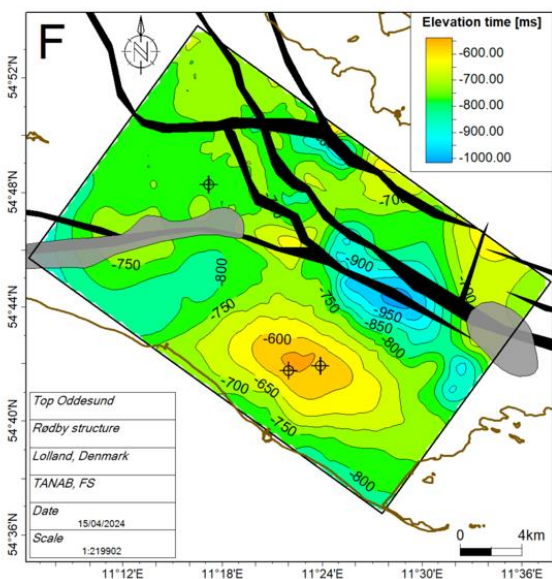 F
N
Elevation time [ms]
-600.00
-700.00
-800.00
-900.00
-1000.00
54°52'N
54°48'N
54°44'N
54°40'N
54°36'N
-700
-750
-800
-750
-900
-750
-950
-850
-800
-700
-600
-650
-700
-750
-800
Top Oddesund
Rødby structure
Lolland, Denmark
TANAB, FS
Date
15/04/2024
Scale
1:219902
0 4km
11°12'E 11°18'E 11°24'E 11°30'E 11°36'E